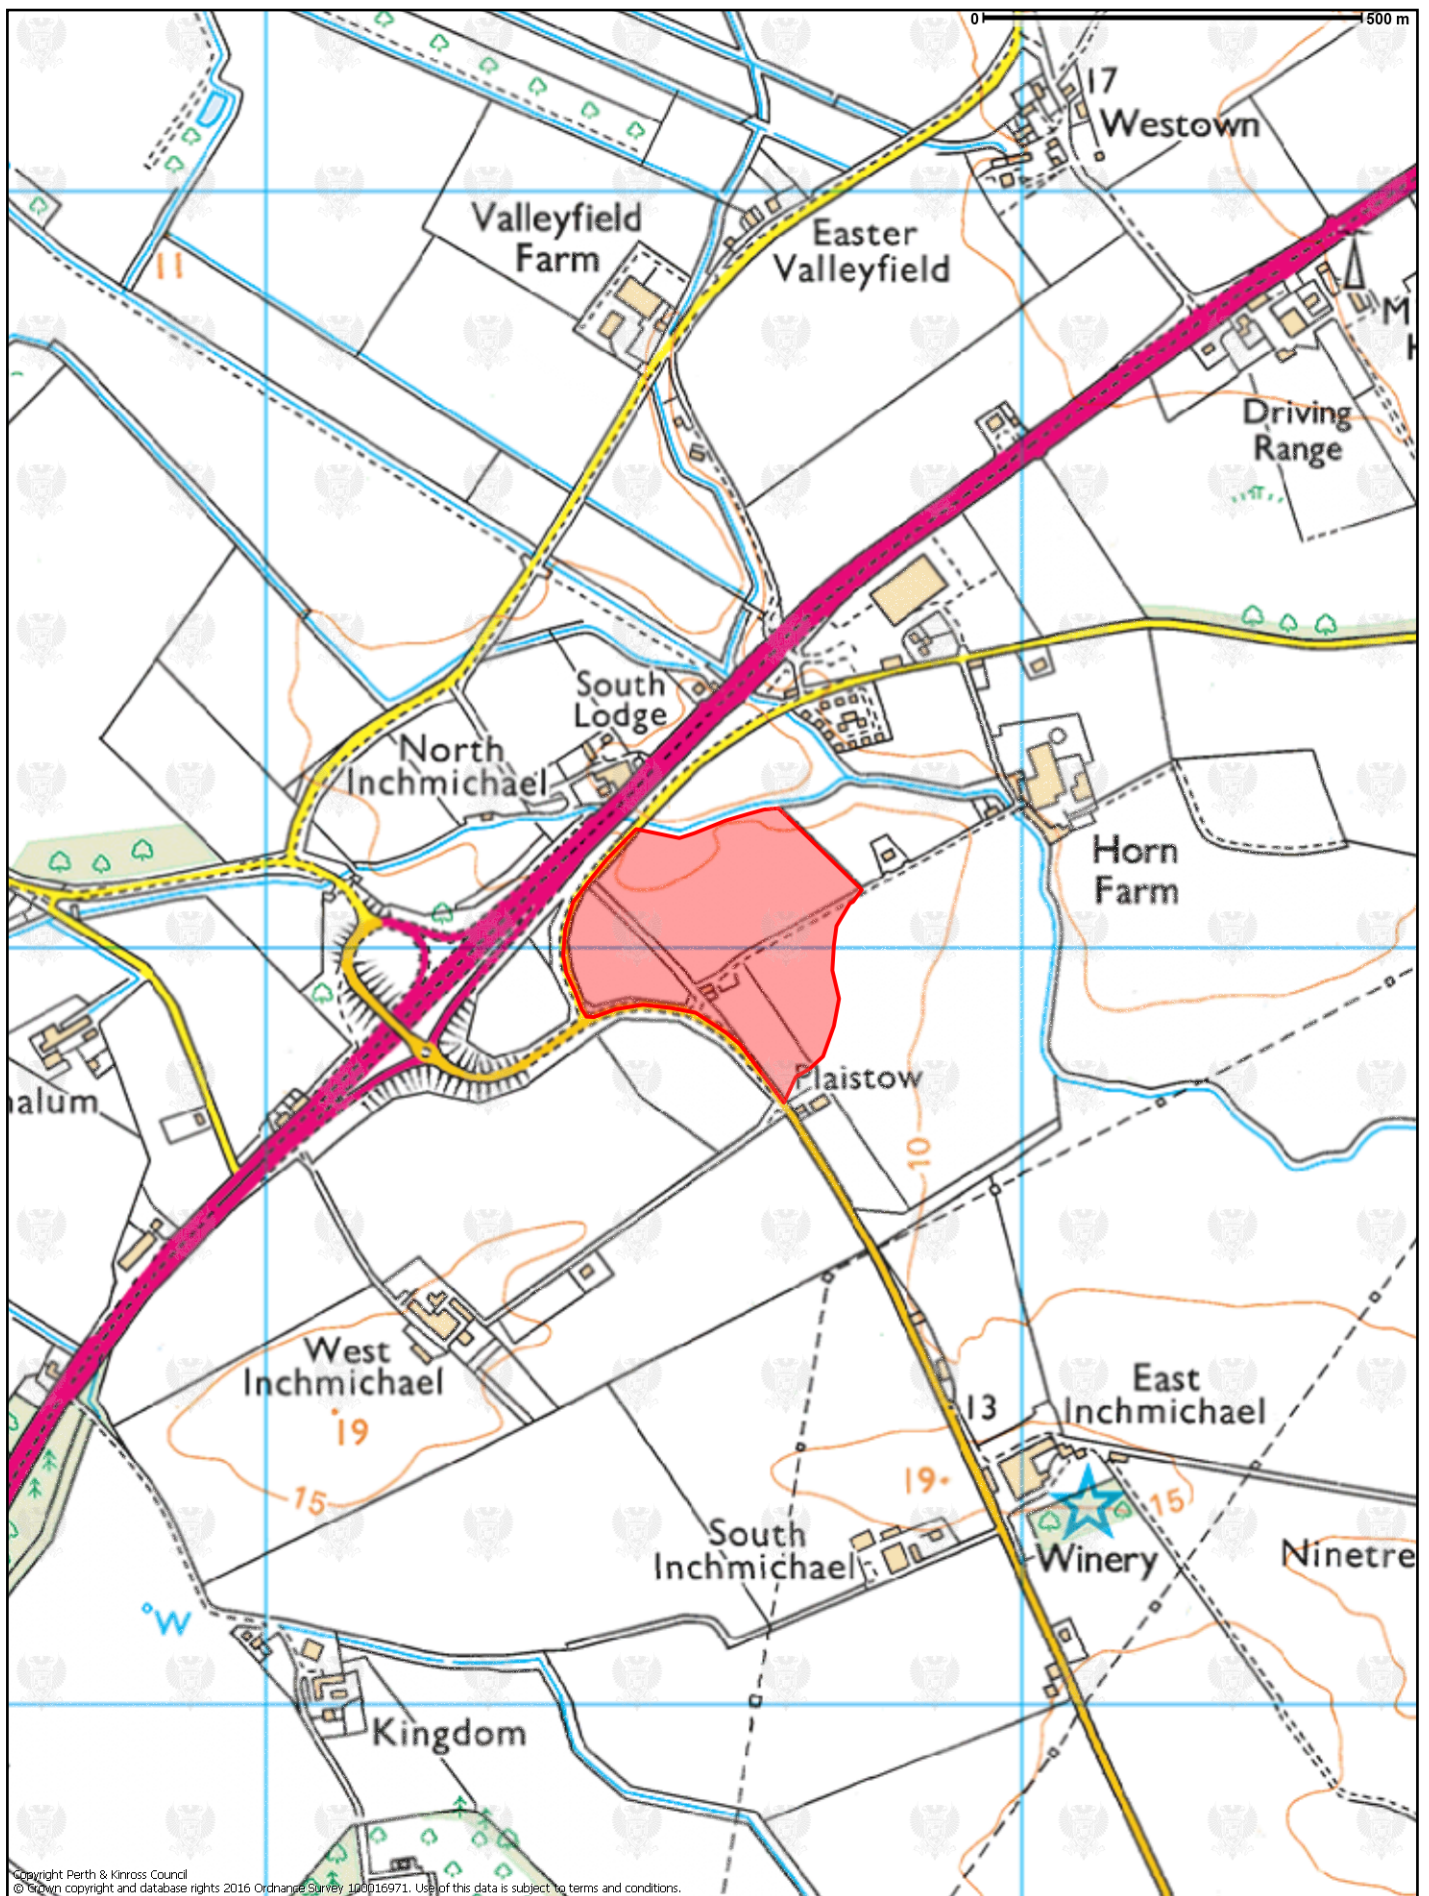 0 500 m
17
Westown
Valleyfield
Farm
Easter
Valleyfield
11
M
Driving
Range
South
Lodge
North
Inchmichael
Horn
Farm
Plaistow
alum
10
West
Inchmichael
19
15
East
Inchmichael
13
19
15
South
Inchmichael
Winery
Ninetre
W
Kingdom
Copyright Perth & Kinross Council
© Crown copyright and database rights 2016 Ordnance Survey 100016971. Use of this data is subject to terms and conditions.